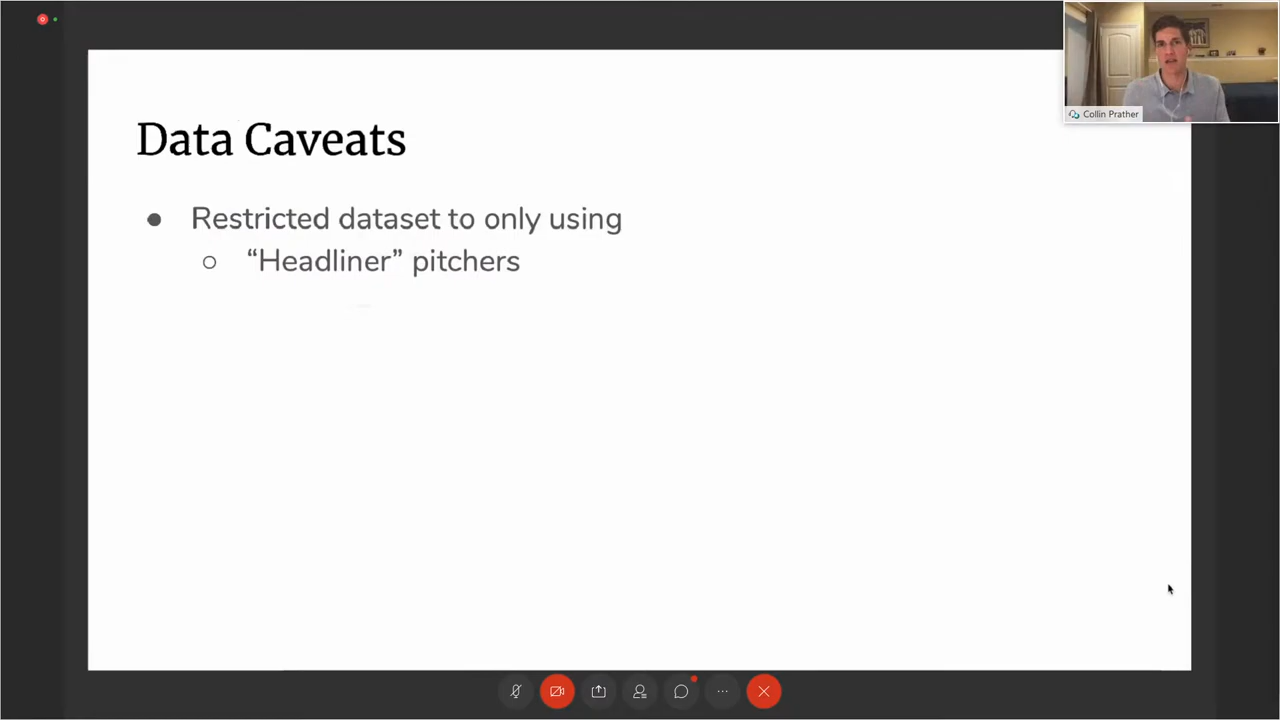 Collin Prather
Data Caveats
● Restricted dataset to only using
○ “Headliner” pitchers